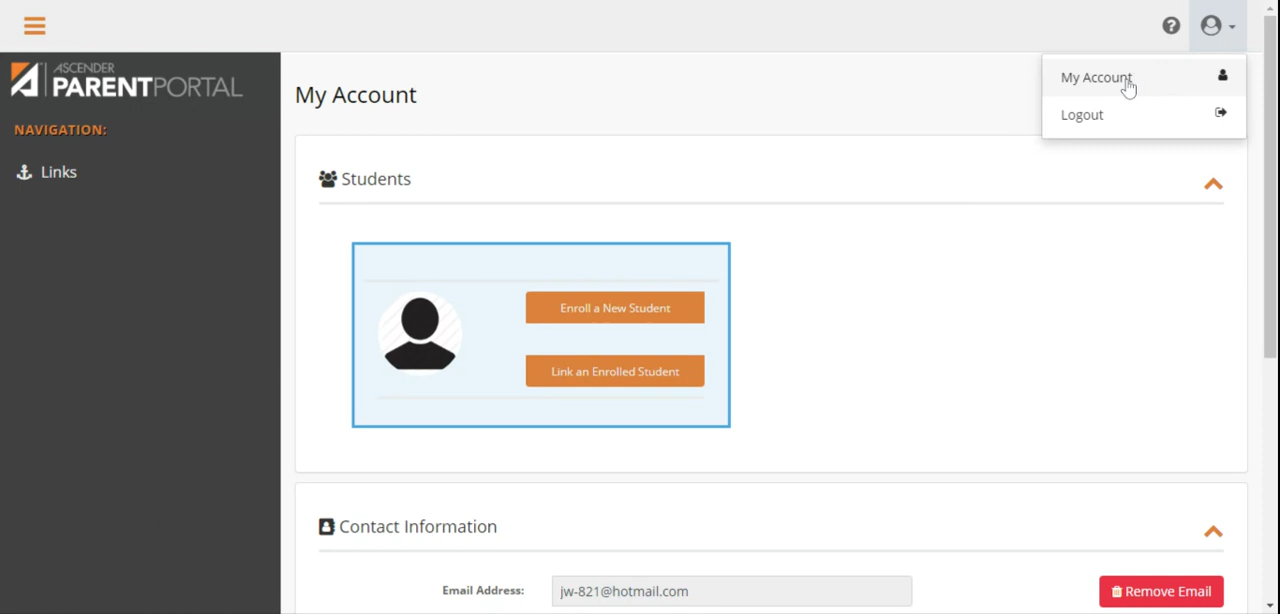 ASCENDER
PARENTPORTAL
NAVIGATION:
Links
My Account
Logout
My Account
Students
Enroll a New Student
Link an Enrolled Student
Contact Information
Email Address:
jw-821@hotmail.com
Remove Email